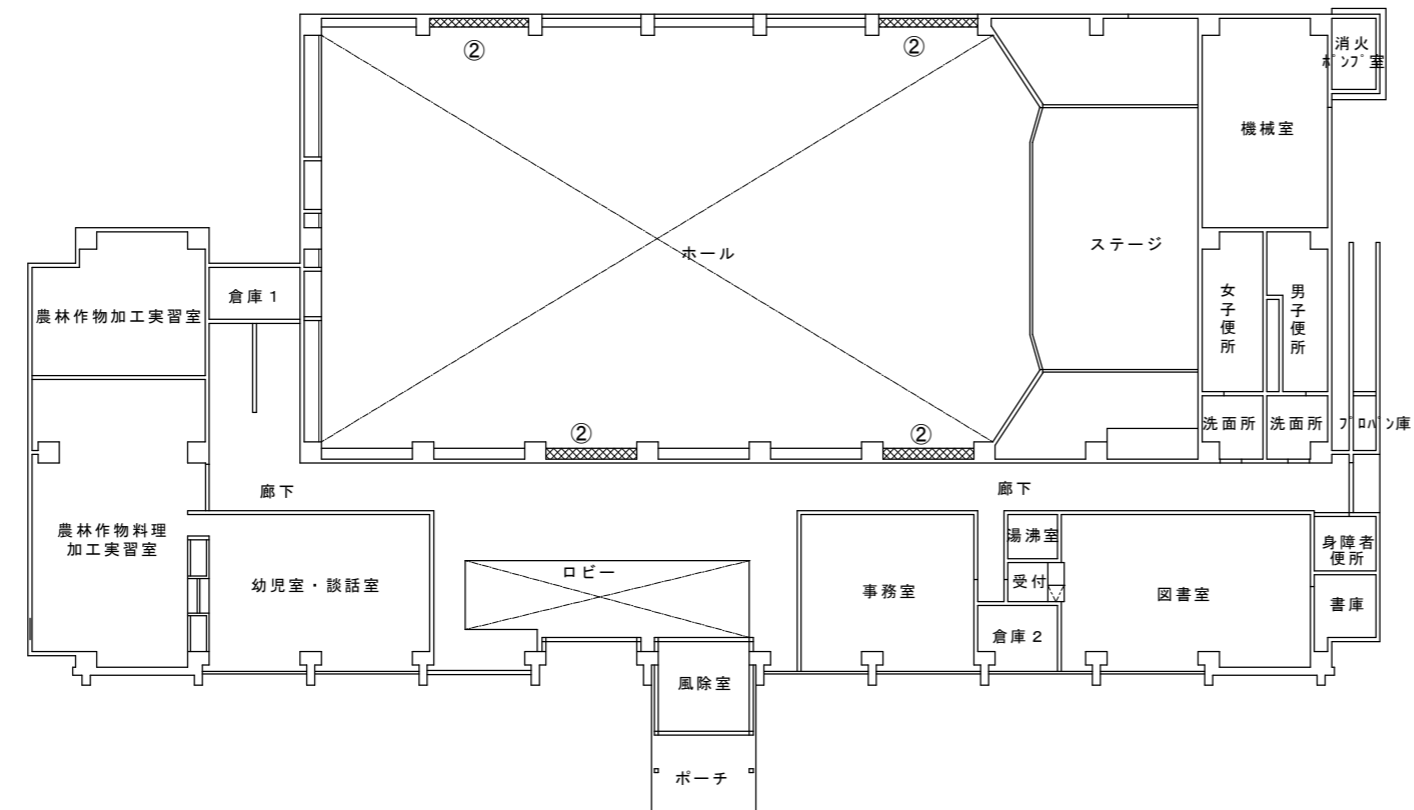 ②
②
消火
ﾎﾟﾝﾌﾟ室
機械室
ホール
ステージ
倉庫１
農林作物加工実習室
女子便所
男子便所
②
②
洗面所
洗面所
ﾌﾟﾛﾊﾟﾝ庫
廊下
廊下
農林作物料理
加工実習室
幼児室・談話室
ロビー
事務室
湯沸室
受付
図書室
身障者
便所
書庫
倉庫２
風除室
ポーチ